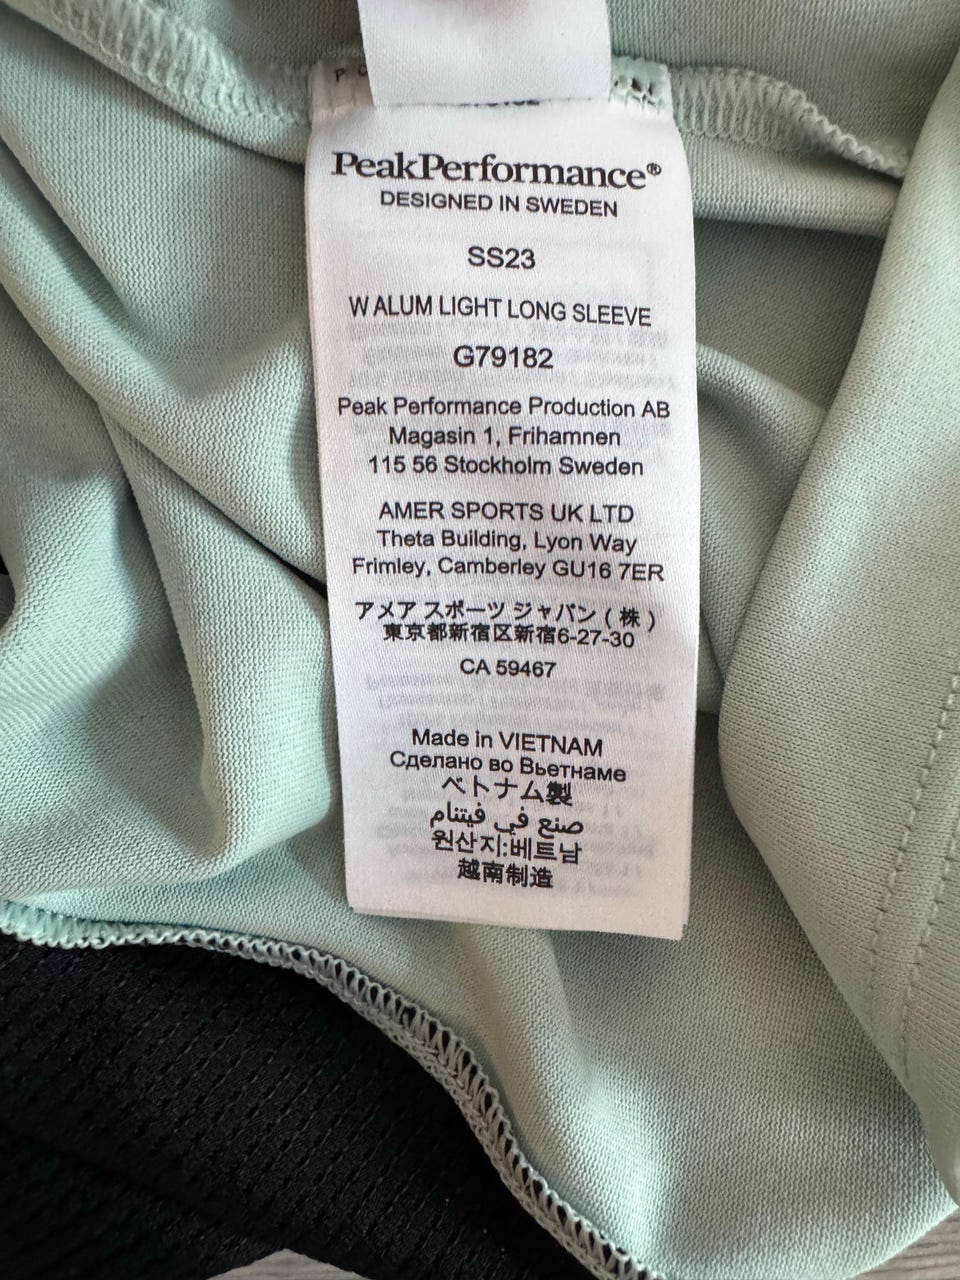 PeakPerformance®
DESIGNED IN SWEDEN
SS23
W ALUM LIGHT LONG SLEEVE
G79182
Peak Performance Production AB
Magasin 1, Frihamnen
115 56 Stockholm Sweden
AMER SPORTS UK LTD
Theta Building, Lyon Way
Frimley, Camberley GU16 7ER
アメア スポーツ ジャパン ( 株 )
東京都新宿区新宿6-27-30
CA 59467
Made in VIETNAM
Сделано во Вьетнаме
ベトナム製
صنع في فيتنام
원산지:베트남
越南制造